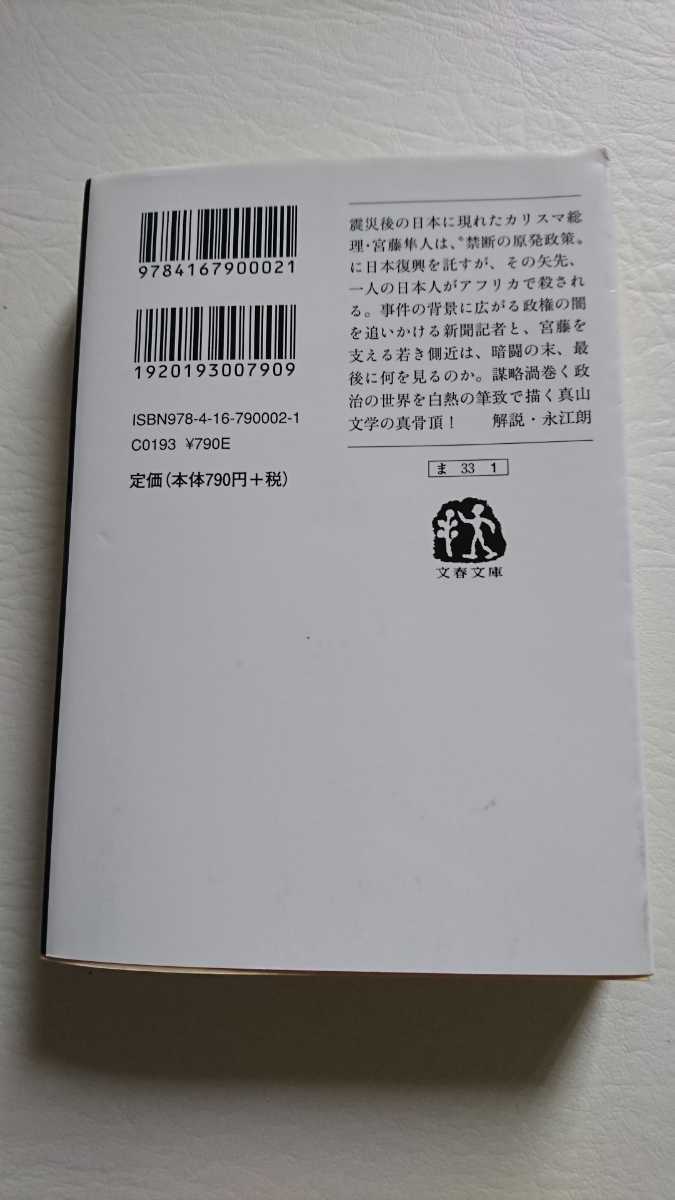 9784167900021
1920193007909
ISBN978-4-16-790002-1
C0193 ¥790E
定価(本体790円+税)
震災後の日本に現れたカリスマ総
理・宮藤隼人は、〝禁断の原発政策〟
に日本復興を託すが、その矢先、
一人の日本人がアフリカで殺され
る。事件の背景に広がる政権の闇
を追いかける新聞記者と、宮藤を
支える若き側近は、暗闘の末、最
後に何を見るのか。謀略渦巻く政
治の世界を白熱の筆致で描く真山
文学の真骨頂! 解説・永江朗
ま 33 1
文春文庫